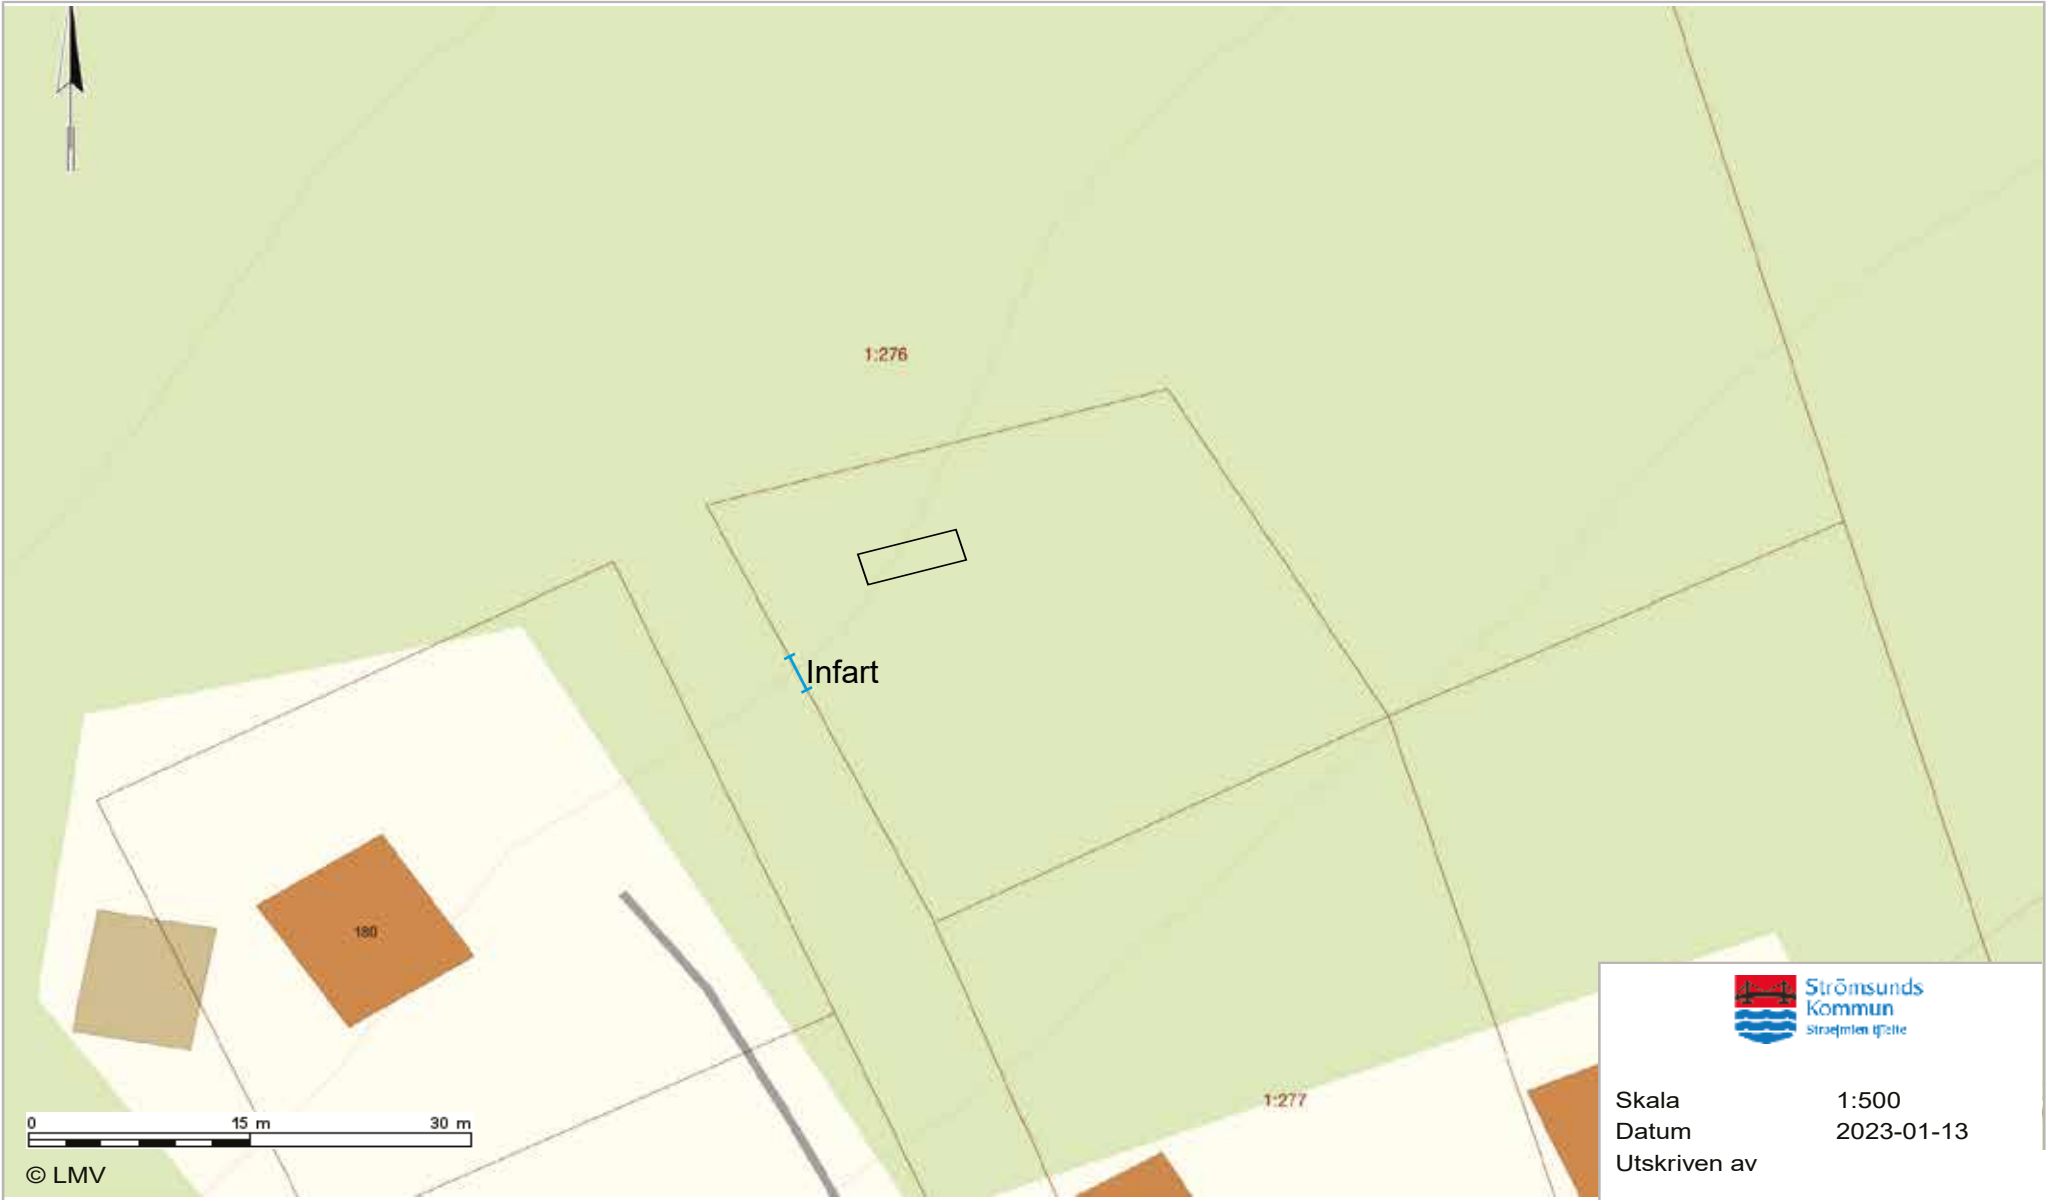 1:276
Infart
180
1:277
0 15 m 30 m
© LMV
Strömsunds
Kommun
Skala 1:500
Datum 2023-01-13
Utskriven av